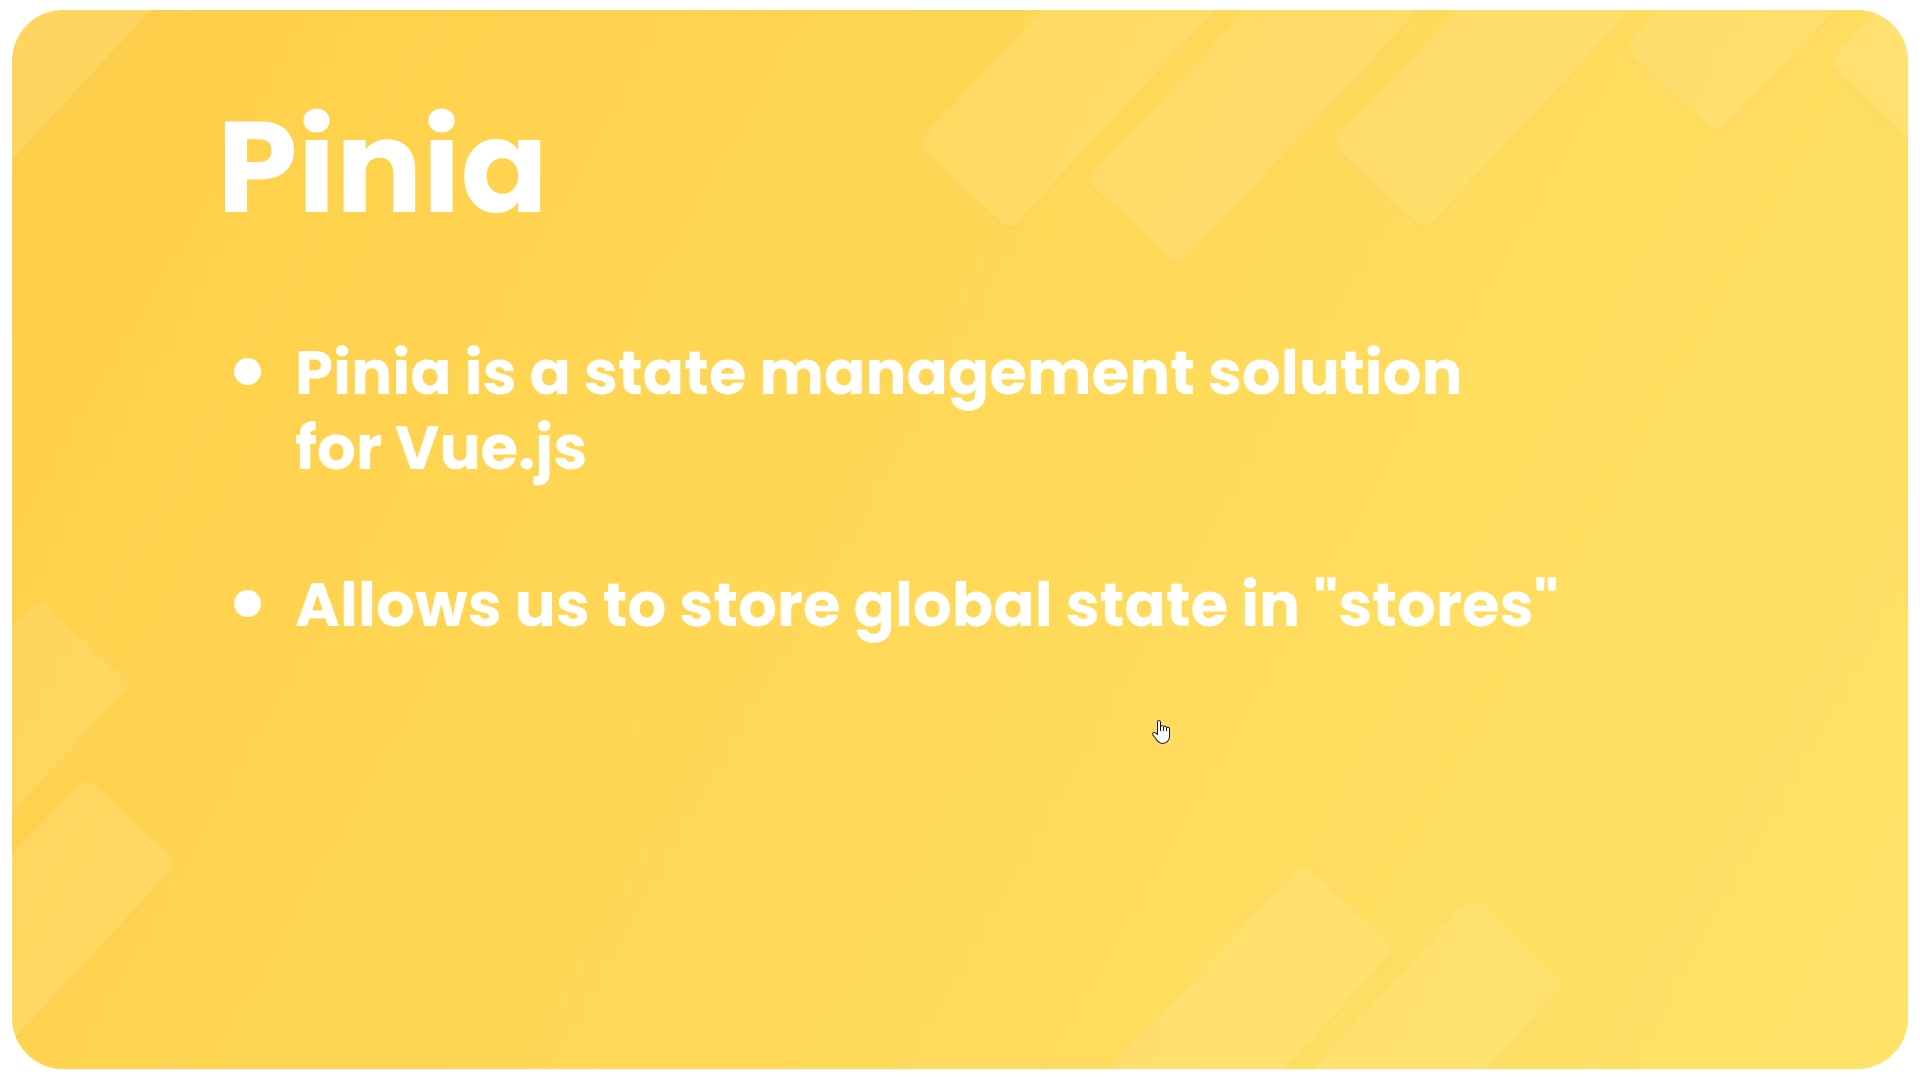 Pinia
• Pinia is a state management solution
for Vue.js
• Allows us to store global state in "stores"